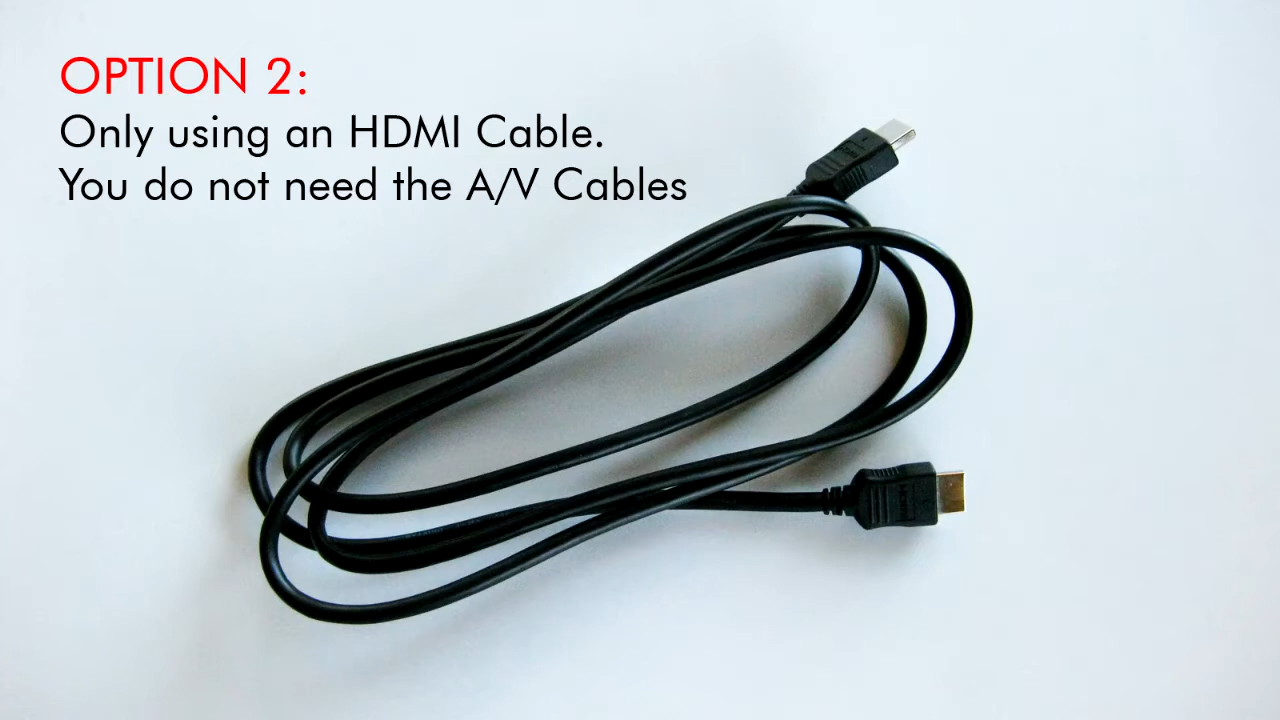 OPTION 2:
Only using an HDMI Cable.
You do not need the A/V Cables